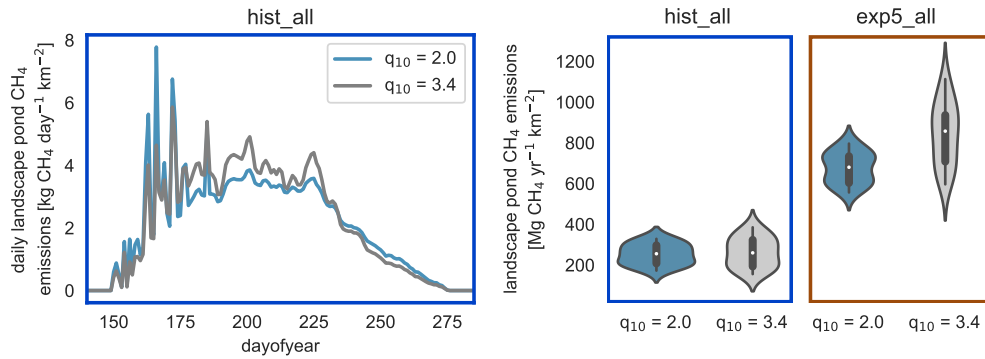 hist_all
daily landscape pond CH₄
emissions [kg CH₄ day⁻¹ km⁻²]
8
6
4
2
0
q₁₀ = 2.0
q₁₀ = 3.4
150 175 200 225 250 275
dayofyear
hist_all exp5_all
landscape pond CH₄ emissions
[Mg CH₄ yr⁻¹ km⁻²]
1200
1000
800
600
400
200
q₁₀ = 2.0 q₁₀ = 3.4 q₁₀ = 2.0 q₁₀ = 3.4